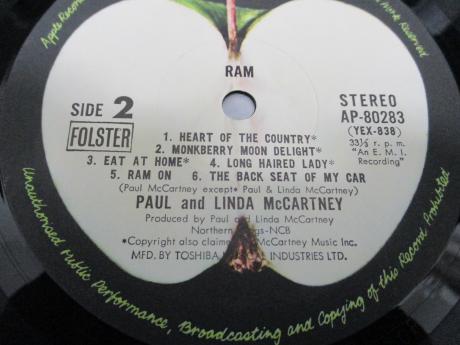 Apple Record
Reserved
RAM
SIDE 2
FOLSTER
STEREO
AP-80283
(YEX-838)
33⅓ r. p. m.
"An E. M. I.
Recording"
1. HEART OF THE COUNTRY*
2. MONKBERRY MOON DELIGHT*
3. EAT AT HOME* 4. LONG HAIRED LADY*
5. RAM ON 6. THE BACK SEAT OF MY CAR
(Paul McCartney except* Paul & Linda McCartney)
PAUL and LINDA McCARTNEY
Produced by Paul and Linda McCartney
Northern gs-NCB
*Copyright also claime McCartney Music Inc.
MFD. BY TOSHIBA INDUSTRIES LTD.
Unauthorised Public Performance, Broadcasting and Copying of this Record Prohibited